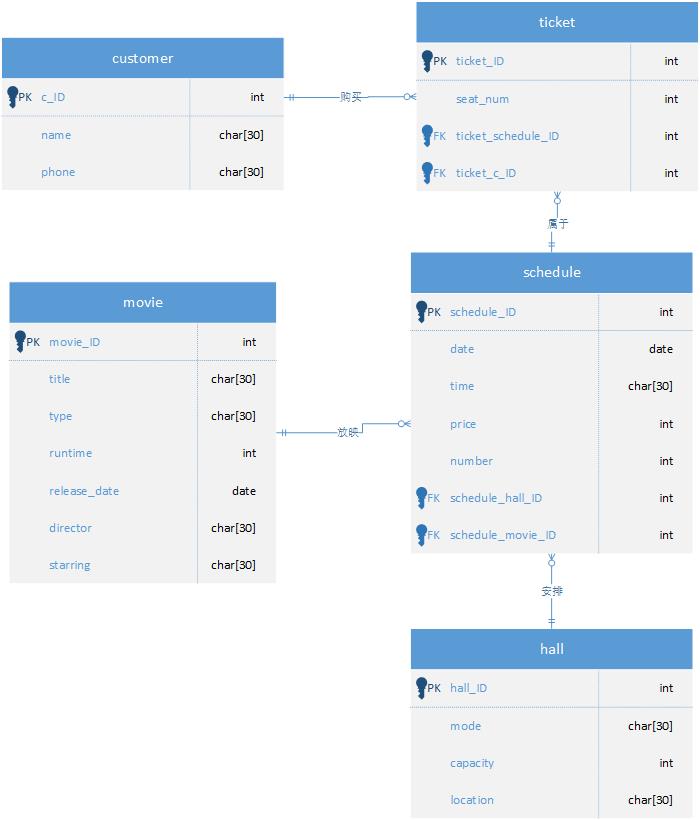 customer
PK c_ID int
name char[30]
phone char[30]
购买
ticket
PK ticket_ID int
seat_num int
FK ticket_schedule_ID int
FK ticket_c_ID int
属于
movie
PK movie_ID int
title char[30]
type char[30]
runtime int
release_date date
director char[30]
starring char[30]
放映
schedule
PK schedule_ID int
date date
time char[30]
price int
number int
FK schedule_hall_ID int
FK schedule_movie_ID int
安排
hall
PK hall_ID int
mode char[30]
capacity int
location char[30]